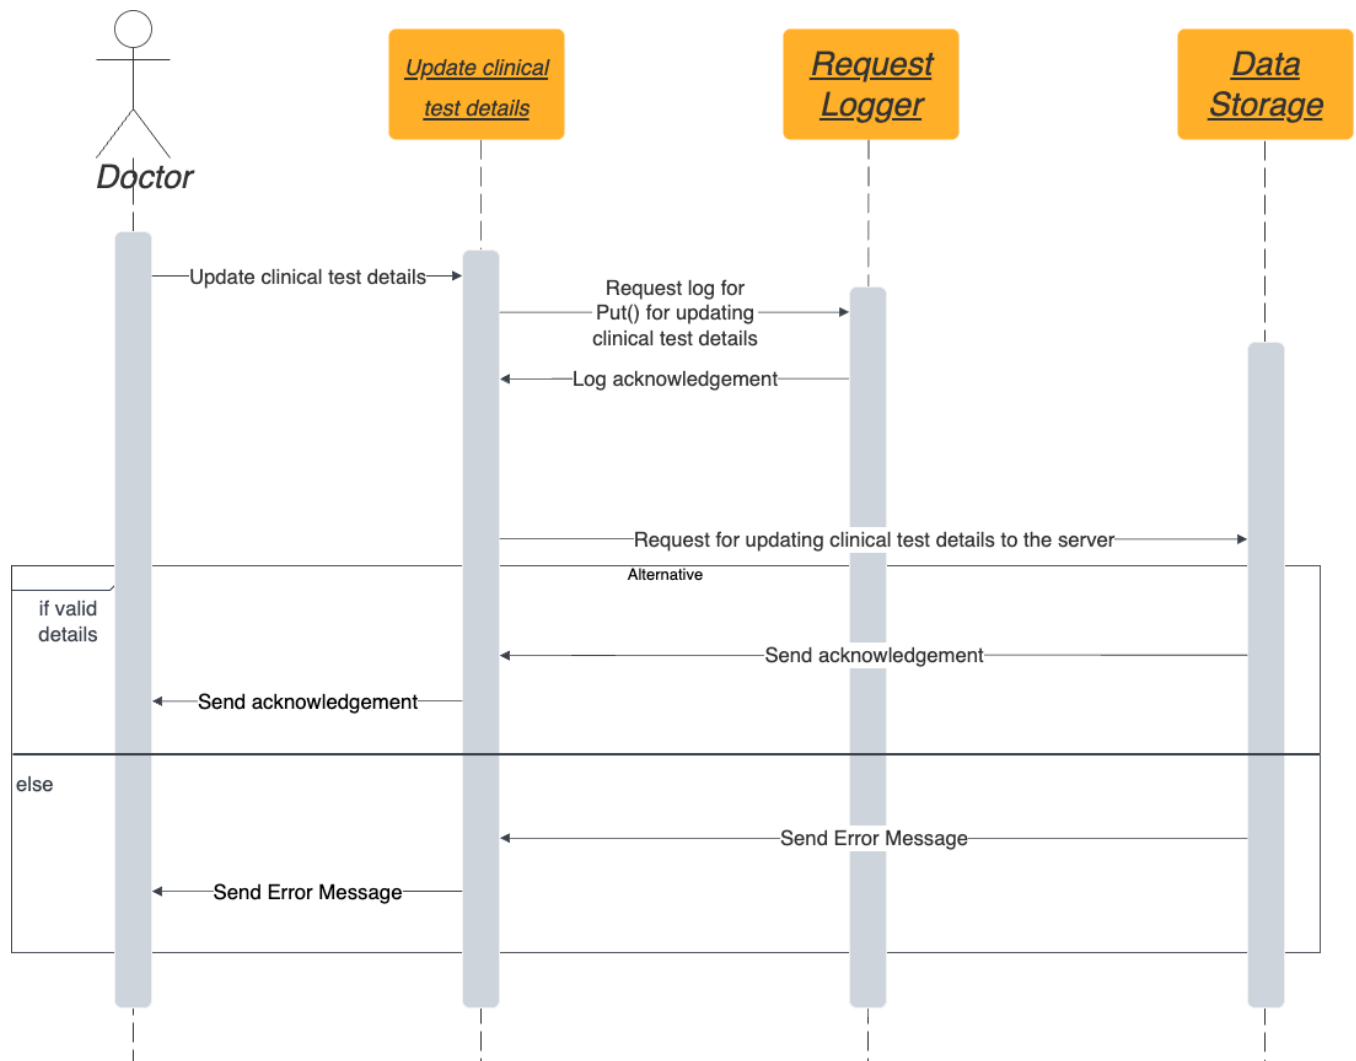 Doctor
Update clinical
test details
Request
Logger
Data
Storage
Update clinical test details
Request log for
Put() for updating
clinical test details
Log acknowledgement
Request for updating clinical test details to the server
Alternative
if valid
details
Send acknowledgement
Send acknowledgement
else
Send Error Message
Send Error Message